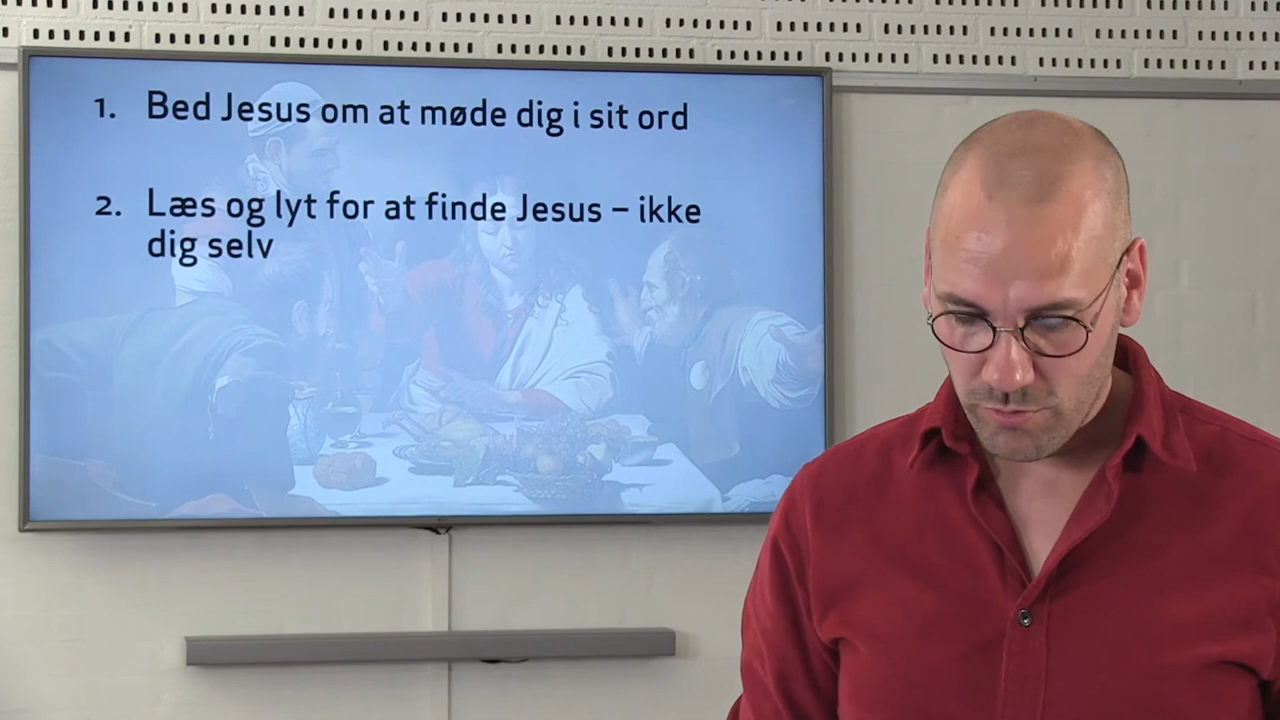 1. Bed Jesus om at møde dig i sit ord
2. Læs og lyt for at finde Jesus – ikke
dig selv